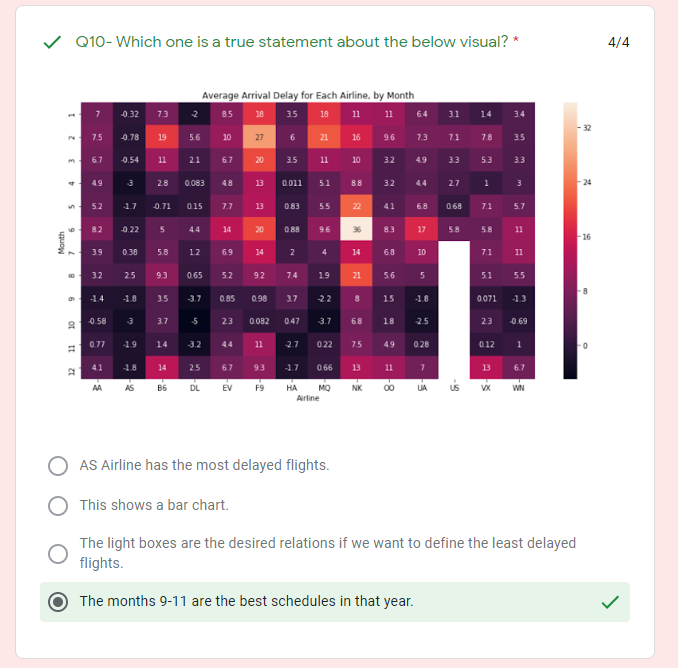 Q10- Which one is a true statement about the below visual? *
4/4
Average Arrival Delay for Each Airline, by Month
1 7 -0.32 7.3 -2 8.5 18 3.5 18 11 11 6.4 3.1 1.4 3.4
2 7.5 -0.78 19 5.6 10 27 6 21 16 9.6 7.3 7.1 7.8 3.5
3 6.7 -0.54 11 2.1 6.7 20 3.5 11 10 3.2 4.9 3.3 5.3 3.3
4 4.9 -3 2.8 0.083 4.8 13 0.011 5.1 8.8 3.2 4.4 2.7 1 3
5 5.2 -1.7 -0.71 0.15 7.7 13 0.83 5.5 22 4.1 6.8 0.68 7.1 5.7
6 8.2 -0.22 5 4.4 14 20 0.88 9.6 36 8.3 17 5.8 5.8 11
7 3.9 0.38 5.8 1.2 6.9 14 2 4 14 6.8 10 7.1 11
8 3.2 2.5 9.3 0.65 5.2 9.2 7.4 1.9 21 5.6 5 5.1 5.5
9 -1.4 -1.8 3.5 -3.7 0.85 0.98 3.7 -2.2 8 1.5 -1.8 0.071 -1.3
10 -0.58 -3 3.7 -5 2.3 0.082 0.47 -3.7 6.8 1.8 -2.5 2.3 -0.69
11 0.77 -1.9 1.4 -3.2 4.4 11 -2.7 0.22 7.5 4.9 0.28 0.12 1
12 4.1 -1.8 14 2.5 6.7 9.3 -1.7 0.66 13 11 7 13 6.7
Month
AA AS B6 DL EV F9 HA MQ NK OO UA US VX WN
Airline
32
24
16
8
0
AS Airline has the most delayed flights.
This shows a bar chart.
The light boxes are the desired relations if we want to define the least delayed
flights.
The months 9-11 are the best schedules in that year.